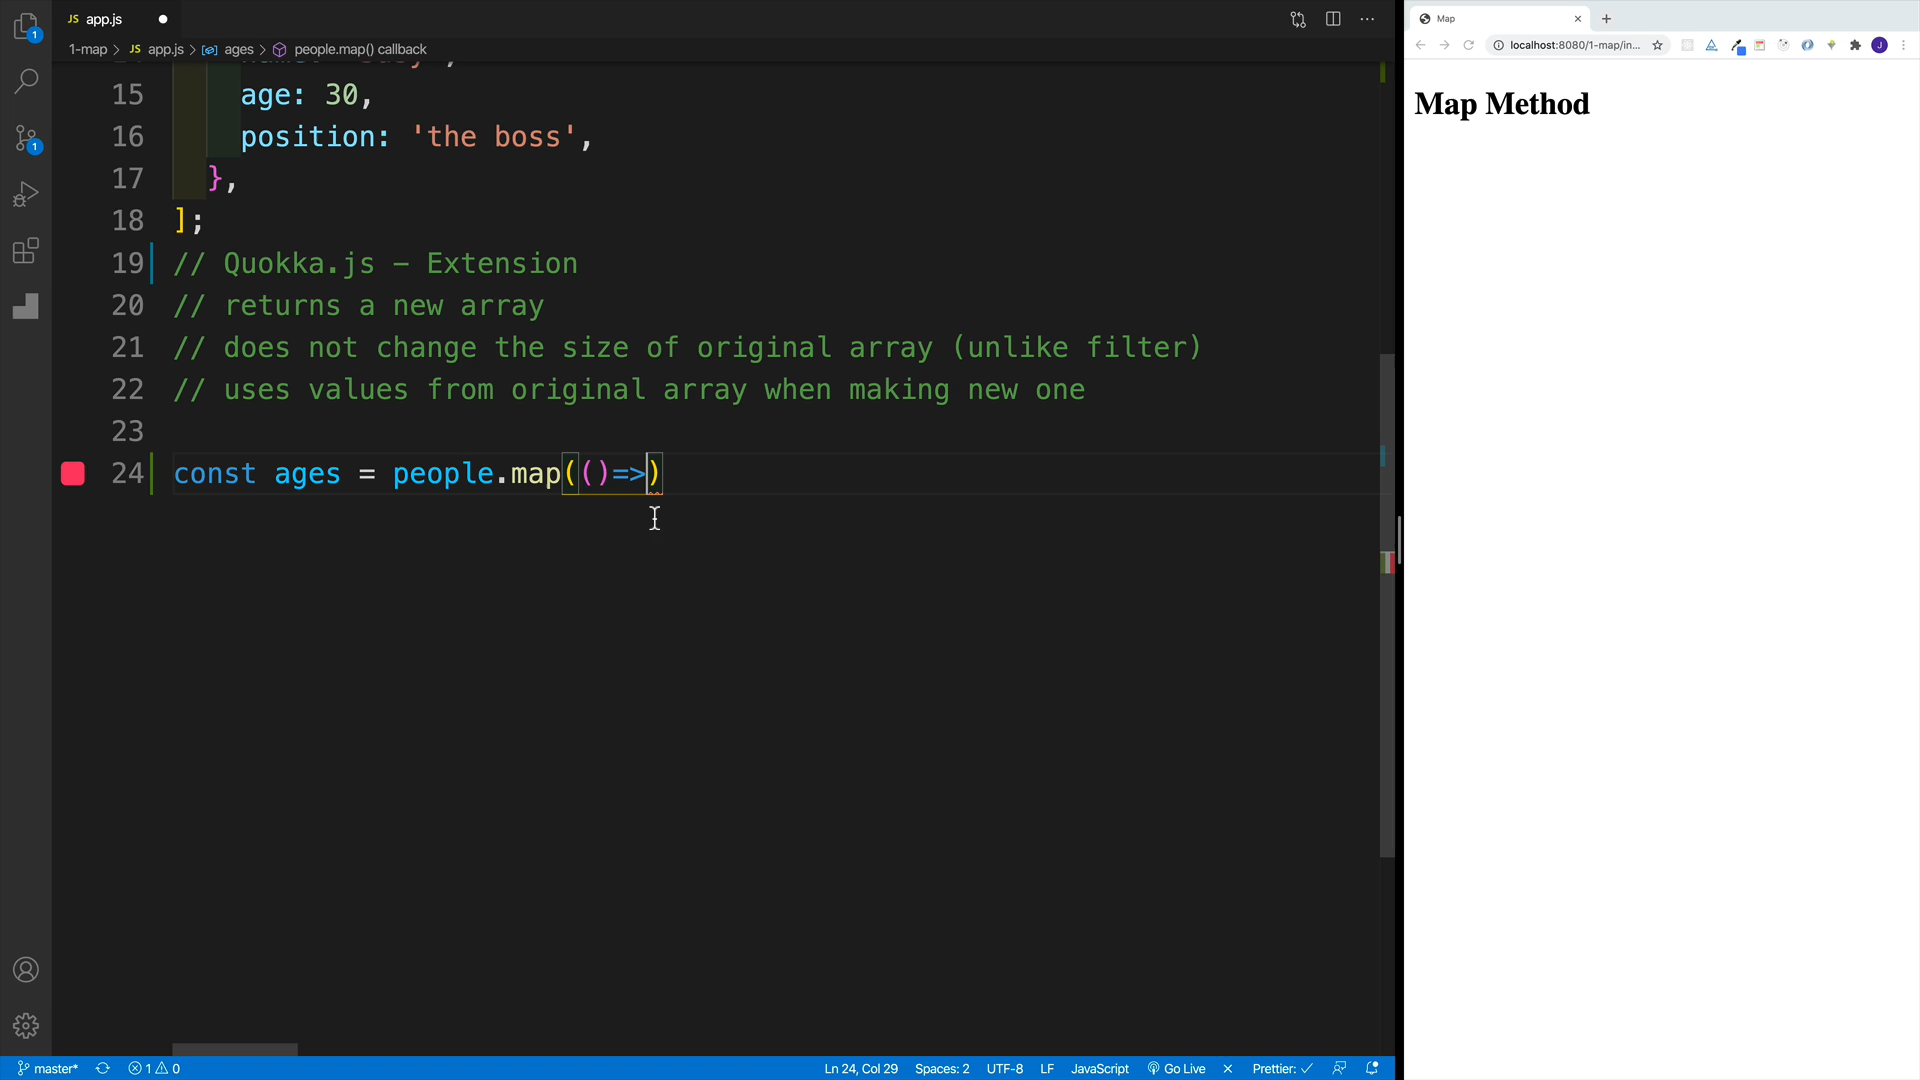 JS app.js
1-map > JS app.js > ages > people.map() callback
15 age: 30,
16 position: 'the boss',
17 },
18 ];
19 // Quokka.js - Extension
20 // returns a new array
21 // does not change the size of original array (unlike filter)
22 // uses values from original array when making new one
23
24 const ages = people.map(()=>)
1
1
master* 1 0 Ln 24, Col 29 Spaces: 2 UTF-8 LF JavaScript Go Live Prettier:
Map
localhost:8080/1-map/in...
J
Map Method